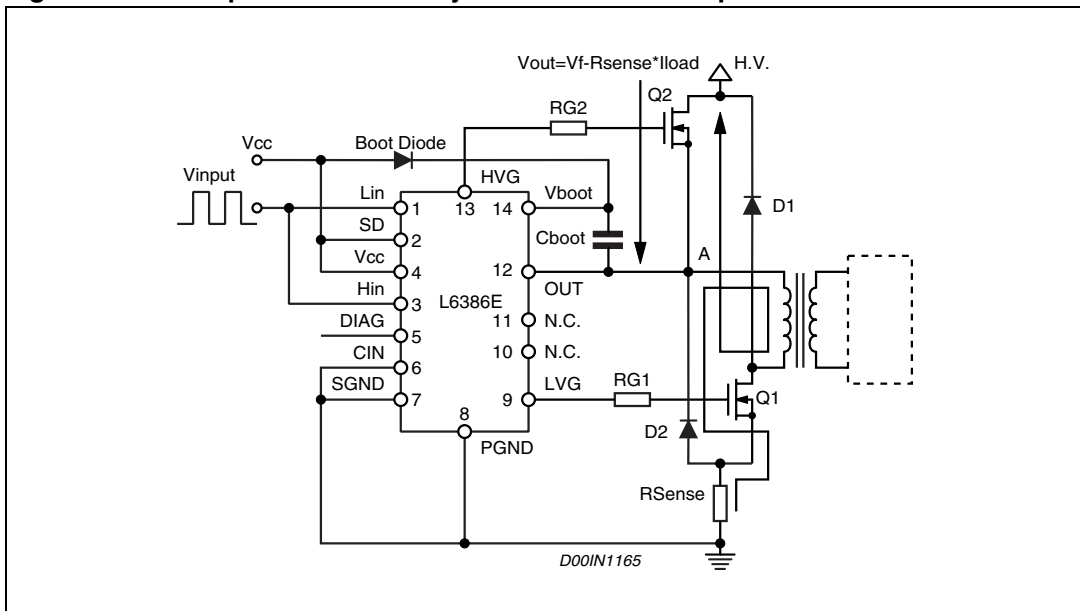 Vout=Vf-Rsense*Iload
H.V.
Q2
RG2
Vcc
Boot Diode
Vinput
HVG
Lin
Vboot
1
13
14
D1
SD
2
Cboot
Vcc
A
4
12
Hin
OUT
3
L6386E
11
N.C.
DIAG
5
10
N.C.
CIN
6
SGND
LVG
RG1
7
9
Q1
8
D2
PGND
RSense
D00IN1165